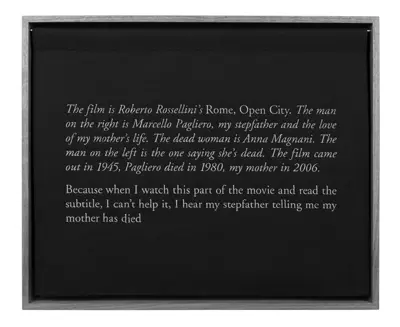 The film is Roberto Rossellini's Rome, Open City. The man
on the right is Marcello Pagliero, my stepfather and the love
of my mother's life. The dead woman is Anna Magnani. The
man on the left is the one saying she's dead. The film came
out in 1945, Pagliero died in 1980, my mother in 2006.
Because when I watch this part of the movie and read the
subtitle, I can't help it, I hear my stepfather telling me my
mother has died